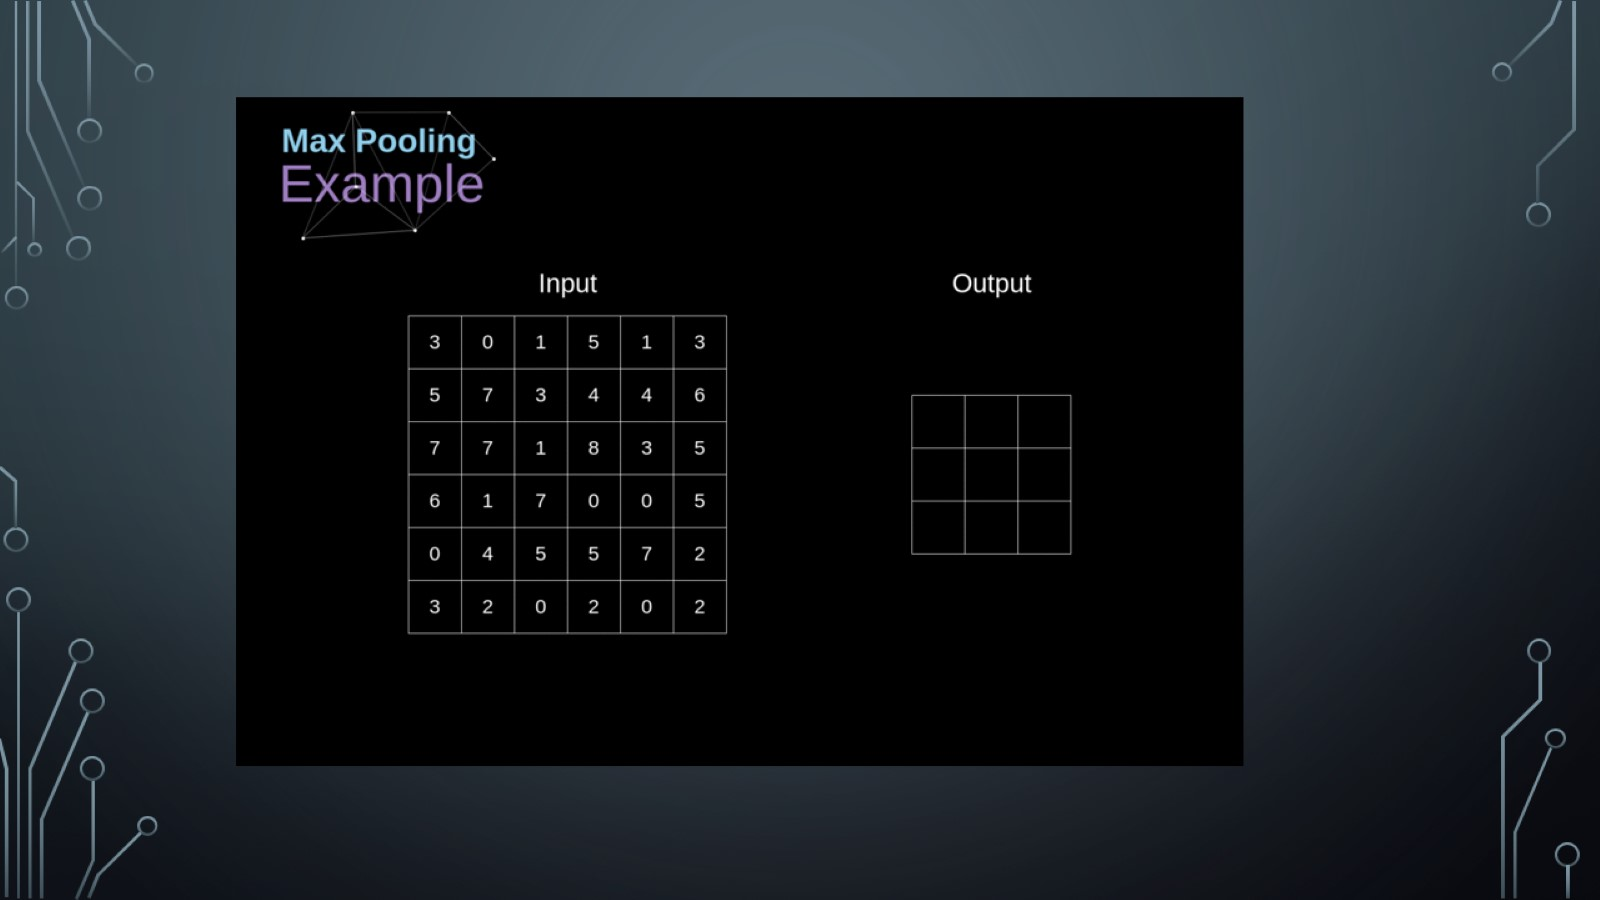 Max Pooling
Example
Input
Output
3 0 1 5 1 3
5 7 3 4 4 6
7 7 1 8 3 5
6 1 7 0 0 5
0 4 5 5 7 2
3 2 0 2 0 2